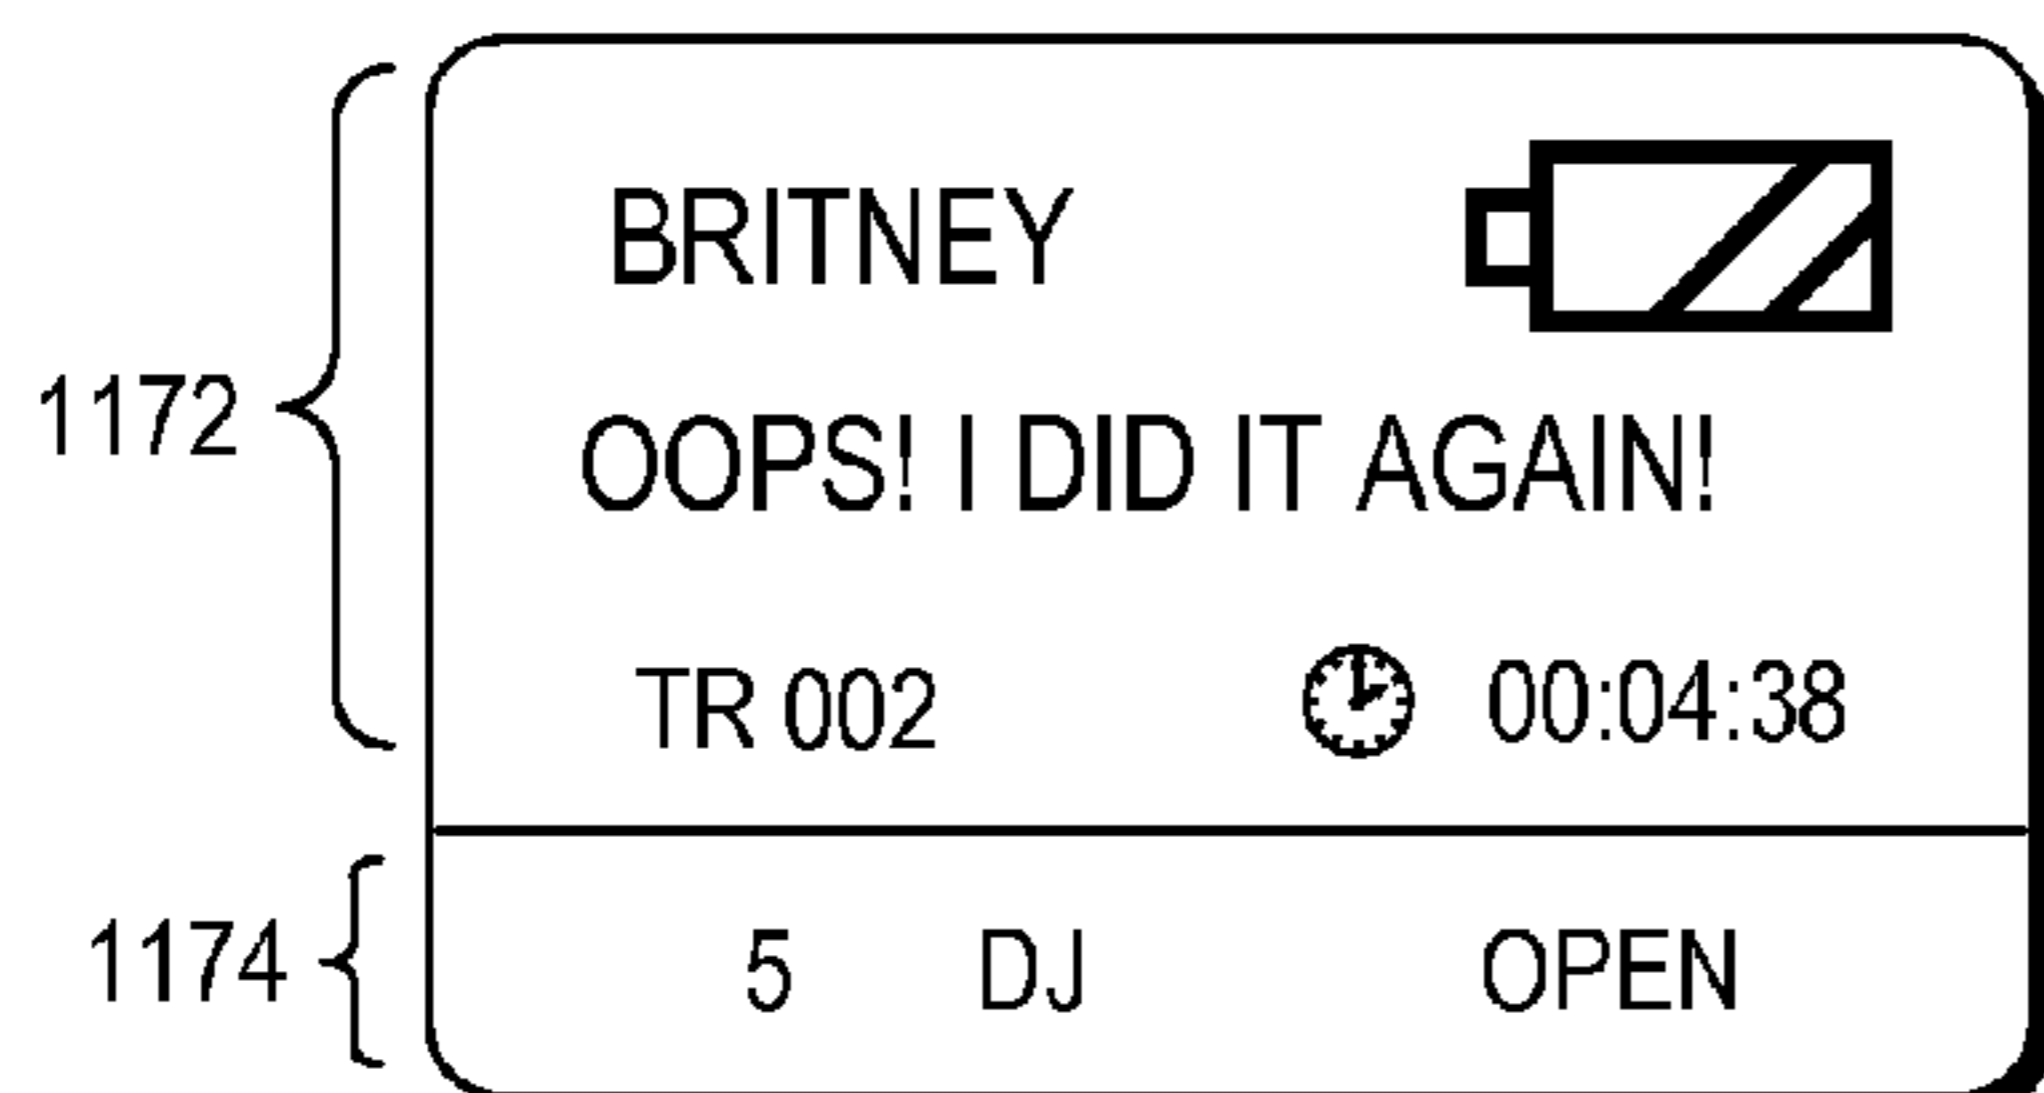 BRITNEY
1172
OOPS! I DID IT AGAIN!
TR 002 00:04:38
1174
5 DJ OPEN